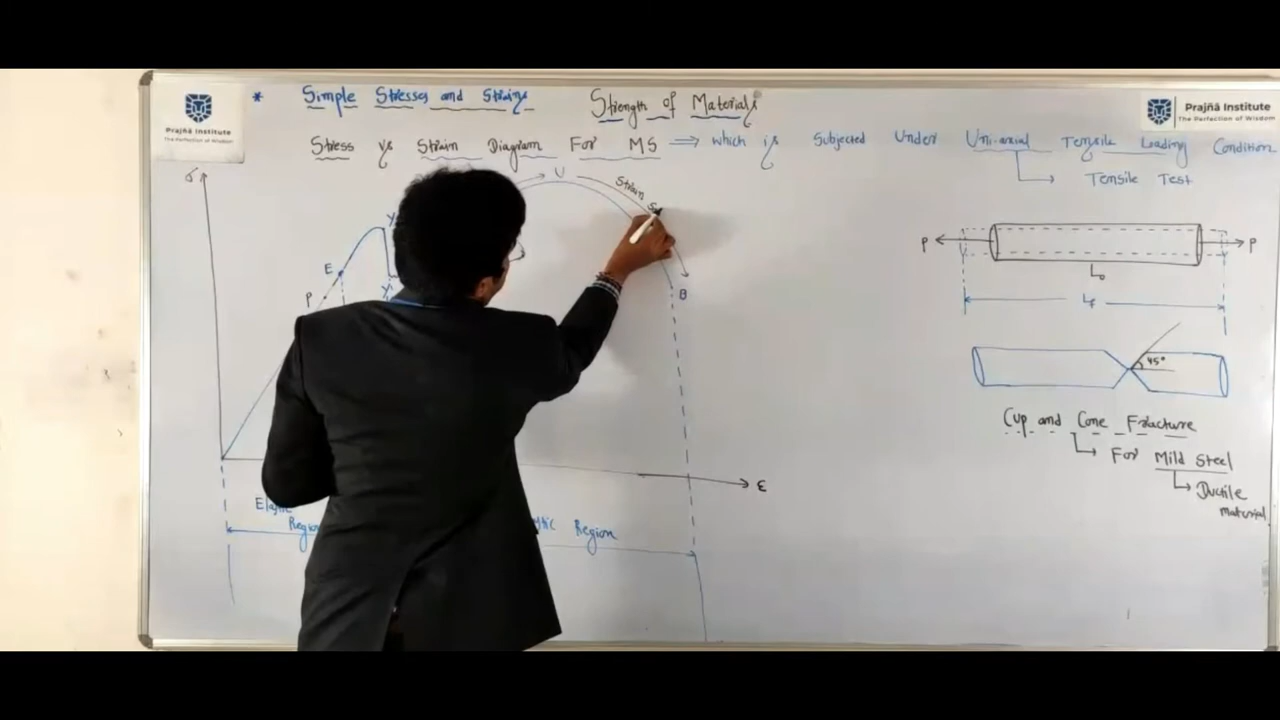 * Simple Stresses and Strains
Strength of Materials
Prajñā Institute
The Perfection of Wisdom
Prajñā Institute
The Perfection of Wisdom
Stress vs Strain Diagram For MS ⇒ which is Subjected Under Uni-axial Tensile Loading Condition
Tensile Test
σ
U
Strain S
Y
E
P
Y'
B
ε
Elastic
Region
Region
P
P
L₀
Lf
45°
Cup and Cone Fracture
For Mild Steel
Ductile
material